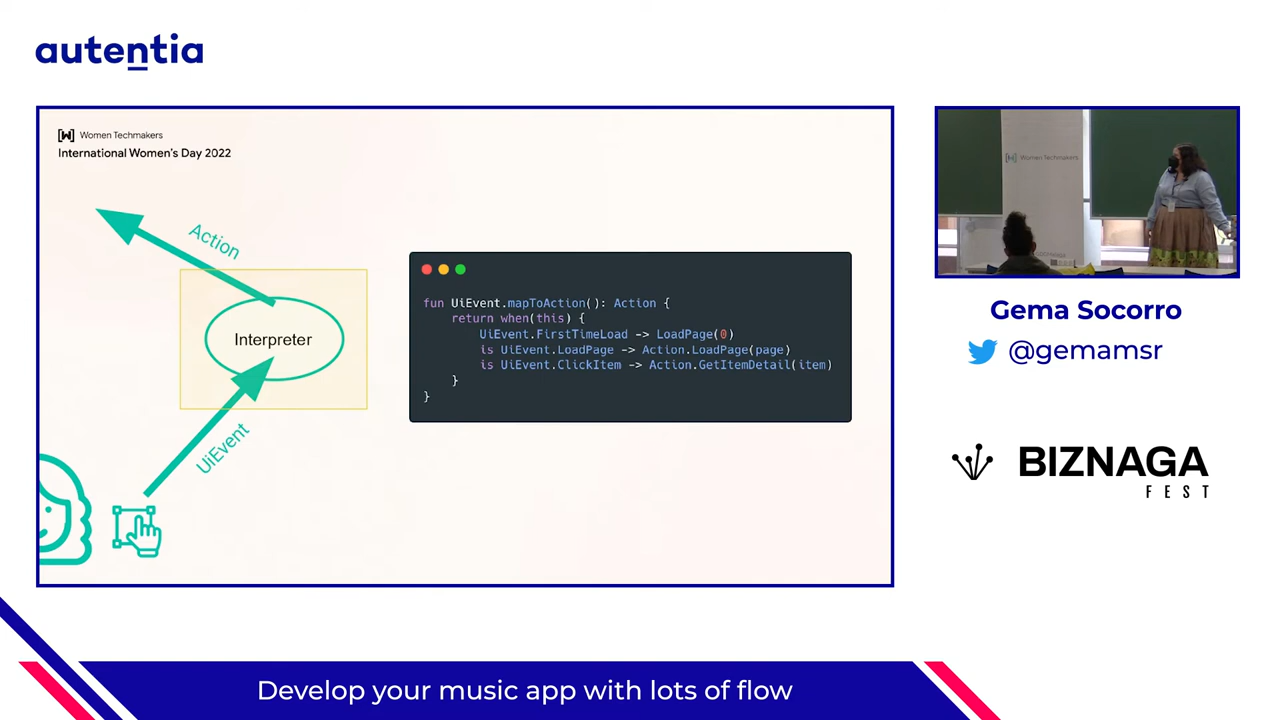 autentia
[W] Women Techmakers
International Women's Day 2022
Action
Interpreter
UiEvent
fun UiEvent.mapToAction(): Action {
return when(this) {
UiEvent.FirstTimeLoad -> LoadPage(0)
is UiEvent.LoadPage -> Action.LoadPage(page)
is UiEvent.ClickItem -> Action.GetItemDetail(item)
}
}
[W] Women Techmakers
Gema Socorro
@gemamsr
BIZNAGA
FEST
Develop your music app with lots of flow